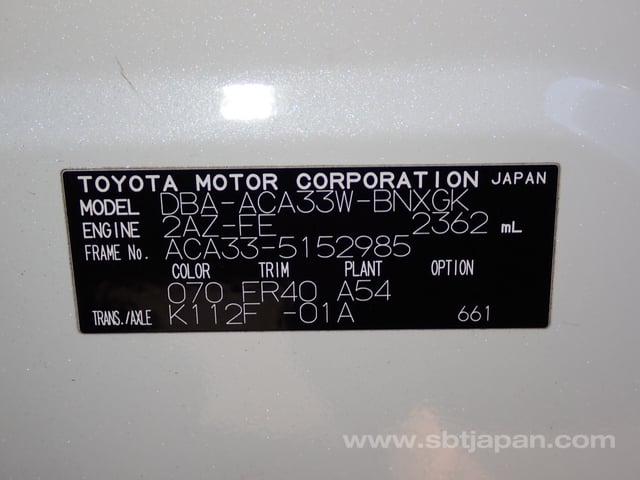 TOYOTA MOTOR CORPORATION JAPAN
MODEL DBA-ACA33W-BNXGK
ENGINE 2AZ-FE 2362 mL
FRAME No. ACA33-5152985
COLOR TRIM PLANT OPTION
070 FR40 A54
TRANS./AXLE K112F -01A 661
www.sbtjapan.com